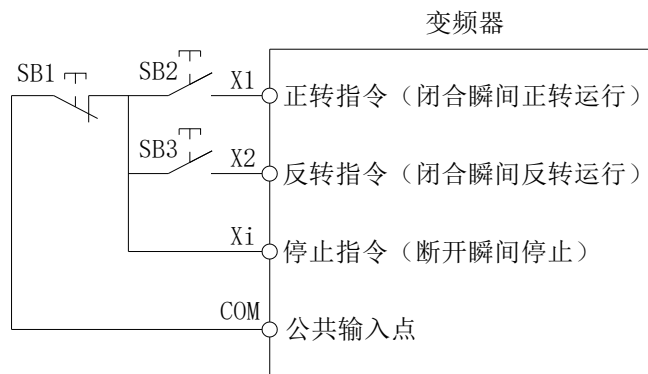 变频器
SB1
SB2
X1
正转指令（闭合瞬间正转运行）
SB3
X2
反转指令（闭合瞬间反转运行）
Xi
停止指令（断开瞬间停止）
COM
公共输入点